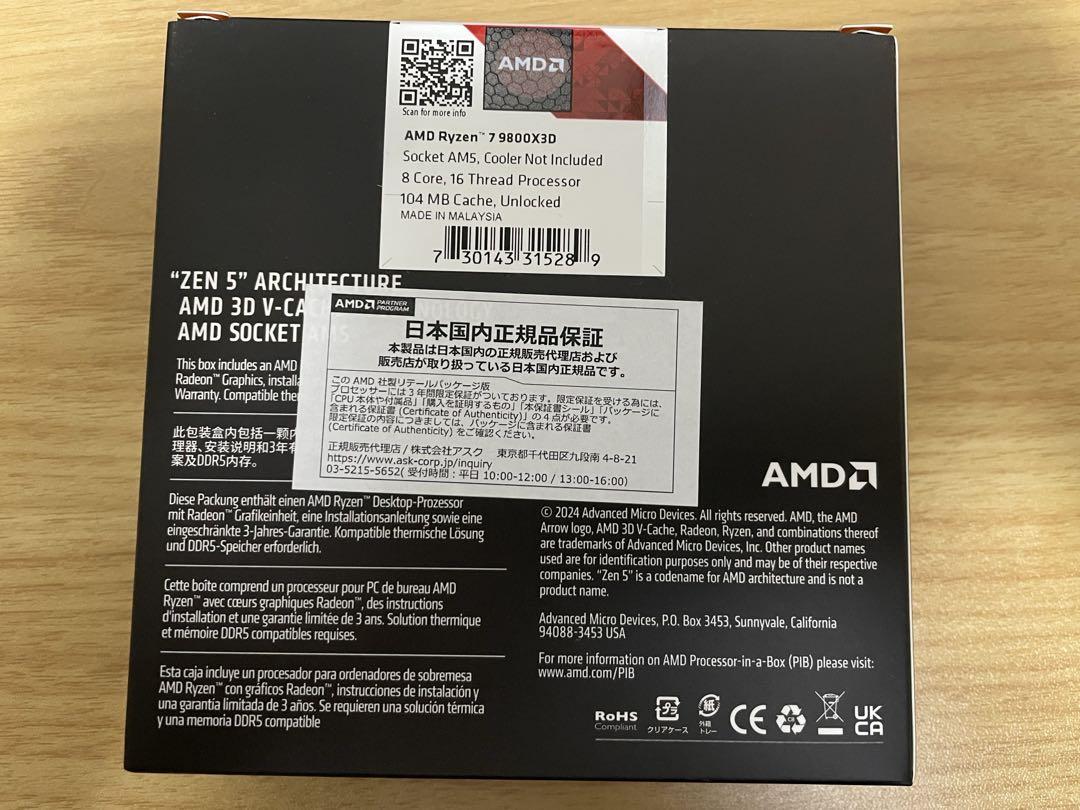 Scan for more info
AMD
AMD Ryzen™ 7 9800X3D
Socket AM5, Cooler Not Included
8 Core, 16 Thread Processor
104 MB Cache, Unlocked
MADE IN MALAYSIA
7 30143 31528 9
“ZEN 5” ARCHITECTURE
AMD 3D V-CACHE TECHNOLOGY
AMD SOCKET AM5
This box includes an AMD
Radeon™ Graphics, installa
Warranty. Compatible the
此包装盒内包括一颗
理器、安装说明和3年有
案及DDR5内存。
AMD PARTNER PROGRAM
日本国内正規品保証
本製品は日本国内の正規販売代理店および
販売店が取り扱っている日本国内正規品です。
この AMD 社製リテールパッケージ版
プロセッサーには3年間限定保証がついております。限定保証を受ける為には、
「CPU 本体や付属品」「購入を証明するもの」「本保証書シール」「パッケージに
含まれる保証書 (Certificate of Authenticity)」の4点が必要です。
限定保証の内容につきましては、パッケージに含まれる保証書
(Certificate of Authenticity) をご確認ください。
正規販売代理店 / 株式会社アスク 東京都千代田区九段南 4-8-21
https://www.ask-corp.jp/inquiry
03-5215-5652( 受付時間：平日 10:00-12:00 / 13:00-16:00)
Diese Packung enthält einen AMD Ryzen™ Desktop-Prozessor
mit Radeon™ Grafikeinheit, eine Installationsanleitung sowie eine
eingeschränkte 3-Jahres-Garantie. Kompatible thermische Lösung
und DDR5-Speicher erforderlich.
Cette boîte comprend un processeur pour PC de bureau AMD
Ryzen™ avec cœurs graphiques Radeon™, des instructions
d'installation et une garantie limitée de 3 ans. Solution thermique
et mémoire DDR5 compatibles requises.
Esta caja incluye un procesador para ordenadores de sobremesa
AMD Ryzen™ con gráficos Radeon™, instrucciones de instalación y
una garantía limitada de 3 años. Se requieren una solución térmica
y una memoria DDR5 compatible
AMD
© 2024 Advanced Micro Devices. All rights reserved. AMD, the AMD
Arrow logo, AMD 3D V-Cache, Radeon, Ryzen, and combinations thereof
are trademarks of Advanced Micro Devices, Inc. Other product names
used are for identification purposes only and may be of their respective
companies. “Zen 5” is a codename for AMD architecture and is not a
product name.
Advanced Micro Devices, P.O. Box 3453, Sunnyvale, California
94088-3453 USA
For more information on AMD Processor-in-a-Box (PIB) please visit:
www.amd.com/PIB
RoHS
Compliant
プラ
クリアケース
紙
外箱
トレー
CE
UK
CA